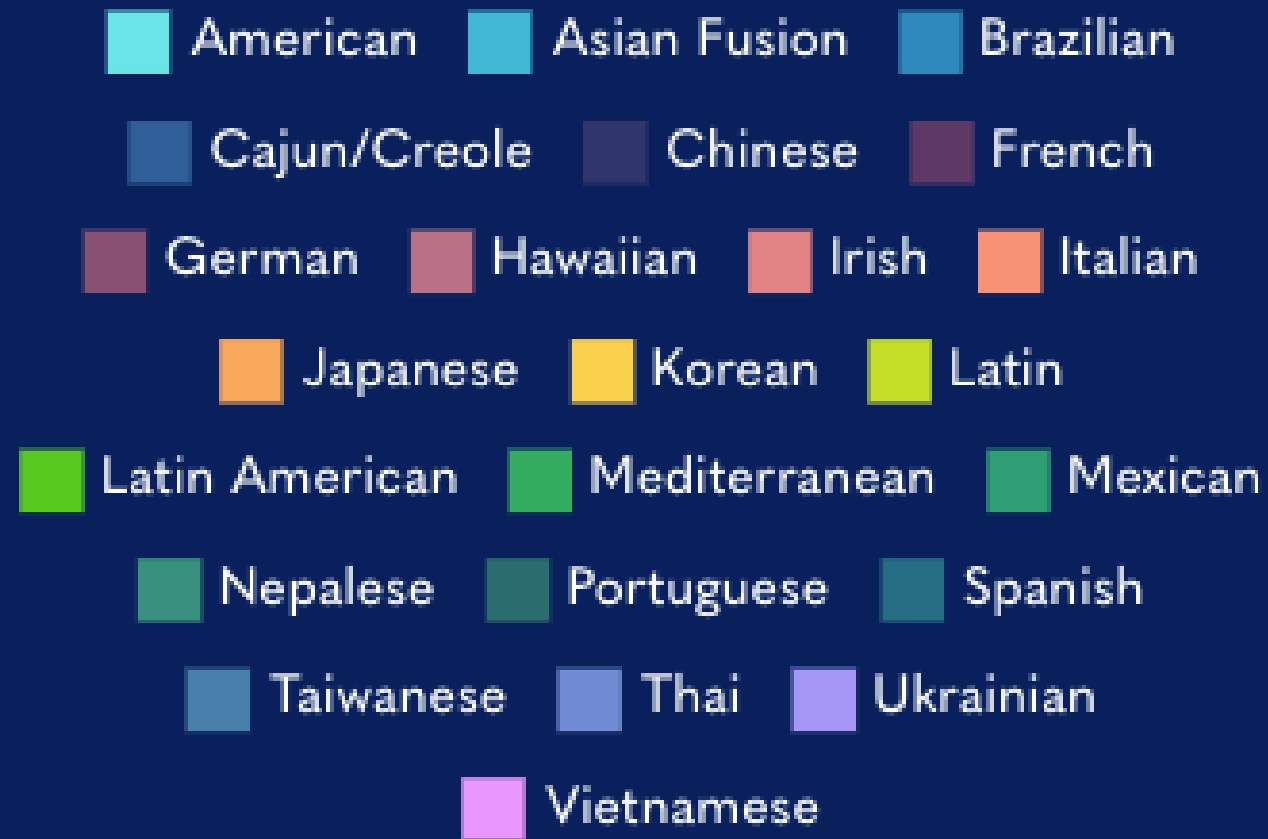 American Asian Fusion Brazilian
Cajun/Creole Chinese French
German Hawaiian Irish Italian
Japanese Korean Latin
Latin American Mediterranean Mexican
Nepalese Portuguese Spanish
Taiwanese Thai Ukrainian
Vietnamese